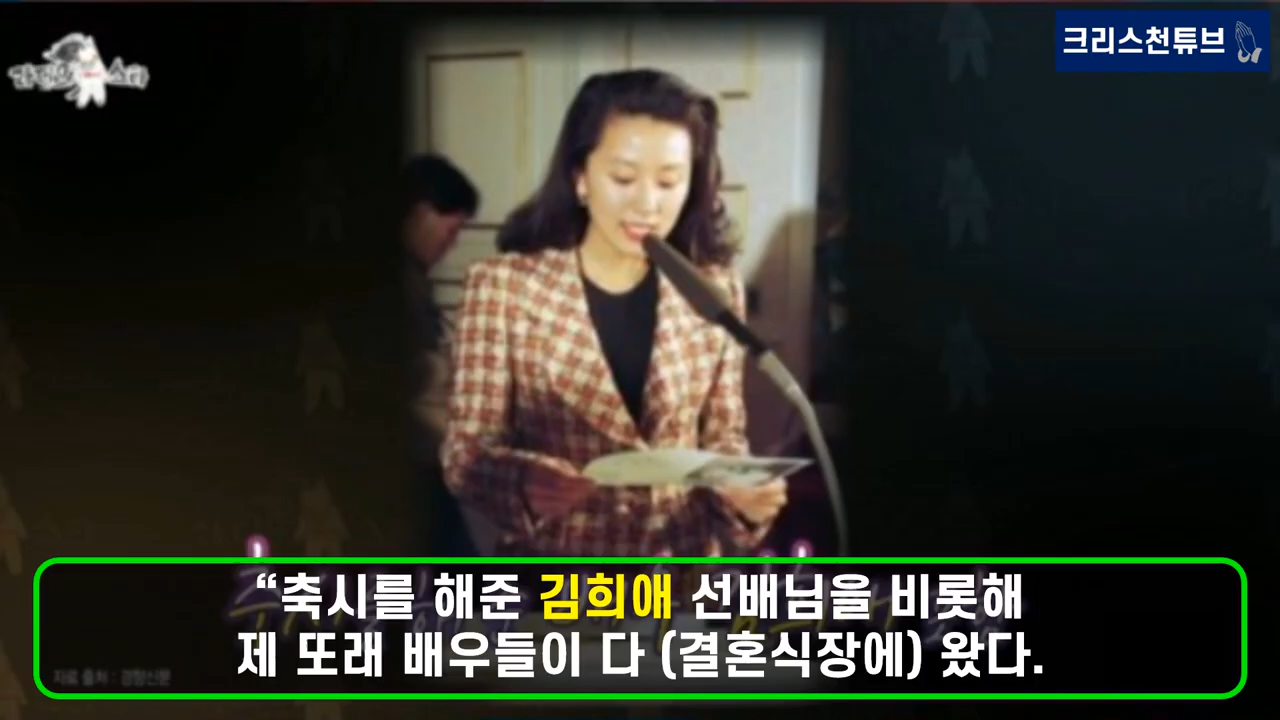 크리스천튜브
“축시를 해준 김희애 선배님을 비롯해
제 또래 배우들이 다 (결혼식장에) 왔다.
자료 출처 : 경향신문